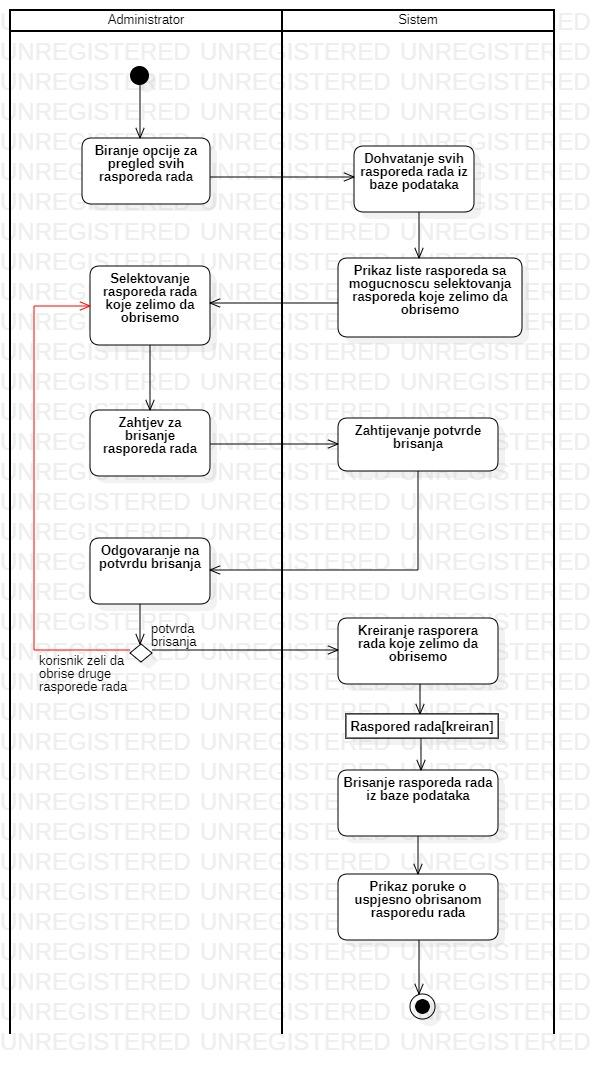 Administrator
Sistem
Biranje opcije za
pregled svih
rasporeda rada
Dohvatanje svih
rasporeda rada iz
baze podataka
Prikaz liste rasporeda sa
mogucnoscu selektovanja
rasporeda koje zelimo da
obrisemo
Selektovanje
rasporeda rada
koje zelimo da
obrisemo
Zahtjev za
brisanje
rasporeda rada
Zahtijevanje potvrde
brisanja
Odgovaranje na
potvrdu brisanja
potvrda
brisanja
korisnik zeli da
obrise druge
rasporede rada
Kreiranje rasporera
rada koje zelimo da
obrisemo
Raspored rada[kreiran]
Brisanje rasporeda rada
iz baze podataka
Prikaz poruke o
uspjesno obrisanom
rasporedu rada
UNREGISTERED